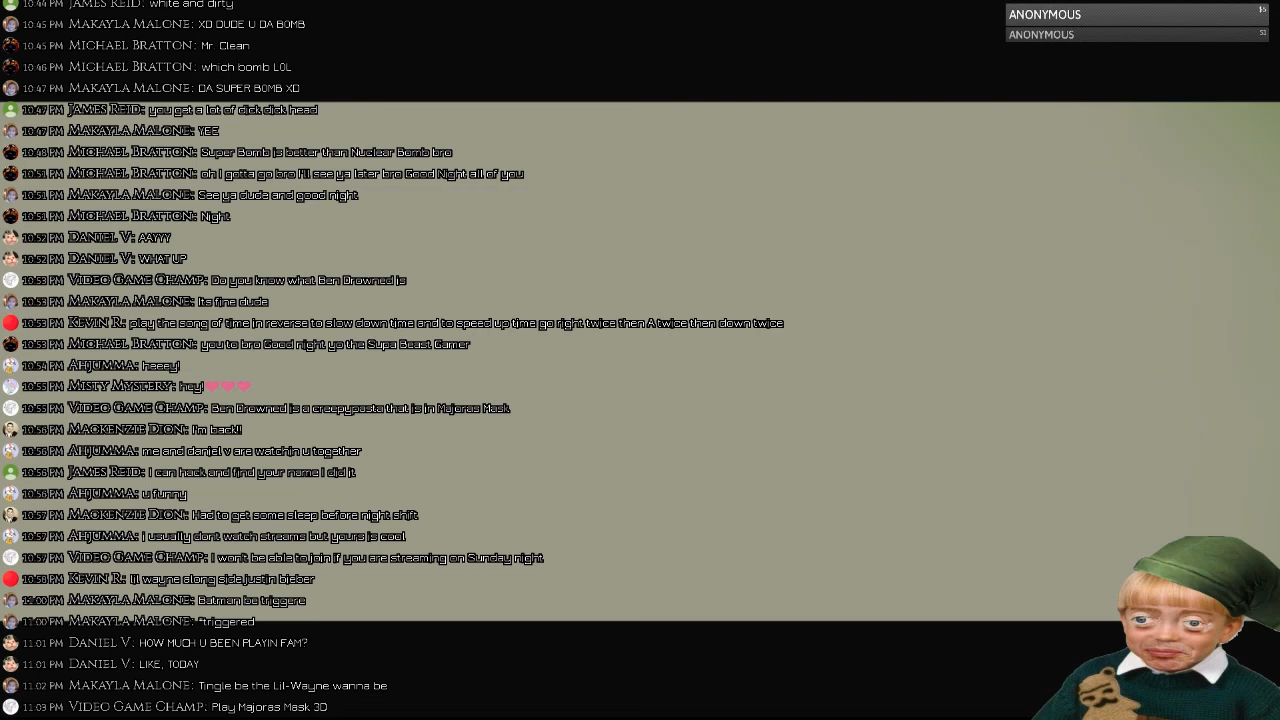 10:44 PM JAMES REID: white and dirty
10:45 PM MAKAYLA MALONE: XD DUDE U DA BOMB
10:45 PM MICHAEL BRATTON: Mr. Clean
10:46 PM MICHAEL BRATTON: which bomb LOL
10:47 PM MAKAYLA MALONE: DA SUPER BOMB XD
10:47 PM JAMES REID: you get a lot of dick dick head
10:47 PM MAKAYLA MALONE: YEE
10:48 PM MICHAEL BRATTON: Super Bomb is better than Nuclear Bomb bro
10:51 PM MICHAEL BRATTON: oh I gotta go bro I'll see ya later bro Good Night all of you
10:51 PM MAKAYLA MALONE: See ya dude and good night
10:51 PM MICHAEL BRATTON: Night
10:52 PM DANIEL V: AAYYY
10:52 PM DANIEL V: WHAT UP
10:53 PM VIDEO GAME CHAMP: Do you know what Ben Drowned is
10:53 PM MAKAYLA MALONE: Its fine dude
10:53 PM KEVIN R: play the song of time in reverse to slow down time and to speed up time go right twice then A twice then down twice
10:53 PM MICHAEL BRATTON: you to bro Good night yo the Supa Beast Gamer
10:54 PM AHJUMMA: heeey!
10:55 PM MISTY MYSTERY: hey!
10:55 PM VIDEO GAME CHAMP: Ben Drowned is a creepypasta that is in Majoras Mask
10:56 PM MACKENZIE DION: I'm back!!
10:56 PM AHJUMMA: me and daniel v are watchin u together
10:56 PM JAMES REID: I can hack and find your name I did it
10:56 PM AHJUMMA: u funny
10:57 PM MACKENZIE DION: Had to get some sleep before night shift
10:57 PM AHJUMMA: i usually dont watch streams but yours is cool
10:57 PM VIDEO GAME CHAMP: I won't be able to join if you are streaming on Sunday night
10:58 PM KEVIN R: lil wayne along side justin bieber
11:00 PM MAKAYLA MALONE: Batman be triggere
11:00 PM MAKAYLA MALONE: *triggered
11:01 PM DANIEL V: HOW MUCH U BEEN PLAYIN FAM?
11:01 PM DANIEL V: LIKE, TODAY
11:02 PM MAKAYLA MALONE: Tingle be the Lil-Wayne wanna be
11:03 PM VIDEO GAME CHAMP: Play Majoras Mask 3D
ANONYMOUS $5
ANONYMOUS